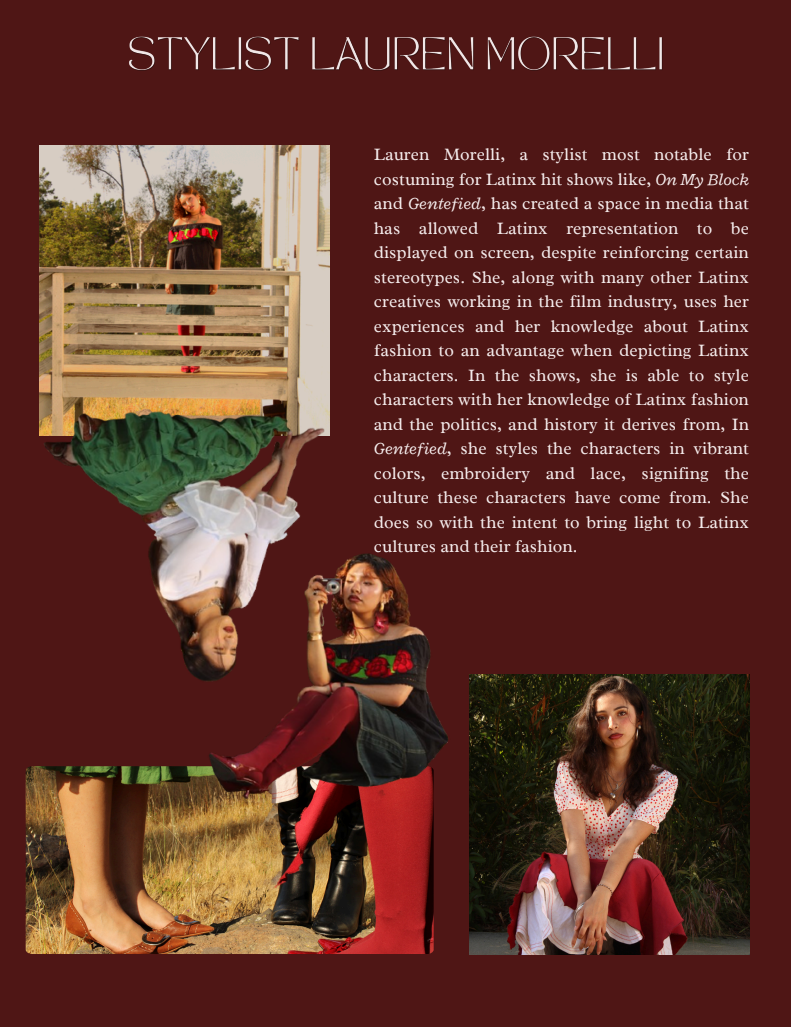 STYLIST LAUREN MORELLI
Lauren Morelli, a stylist most notable for
costuming for Latinx hit shows like, On My Block
and Gentefied, has created a space in media that
has allowed Latinx representation to be
displayed on screen, despite reinforcing certain
stereotypes. She, along with many other Latinx
creatives working in the film industry, uses her
experiences and her knowledge about Latinx
fashion to an advantage when depicting Latinx
characters. In the shows, she is able to style
characters with her knowledge of Latinx fashion
and the politics, and history it derives from, In
Gentefied, she styles the characters in vibrant
colors, embroidery and lace, signifing the
culture these characters have come from. She
does so with the intent to bring light to Latinx
cultures and their fashion.